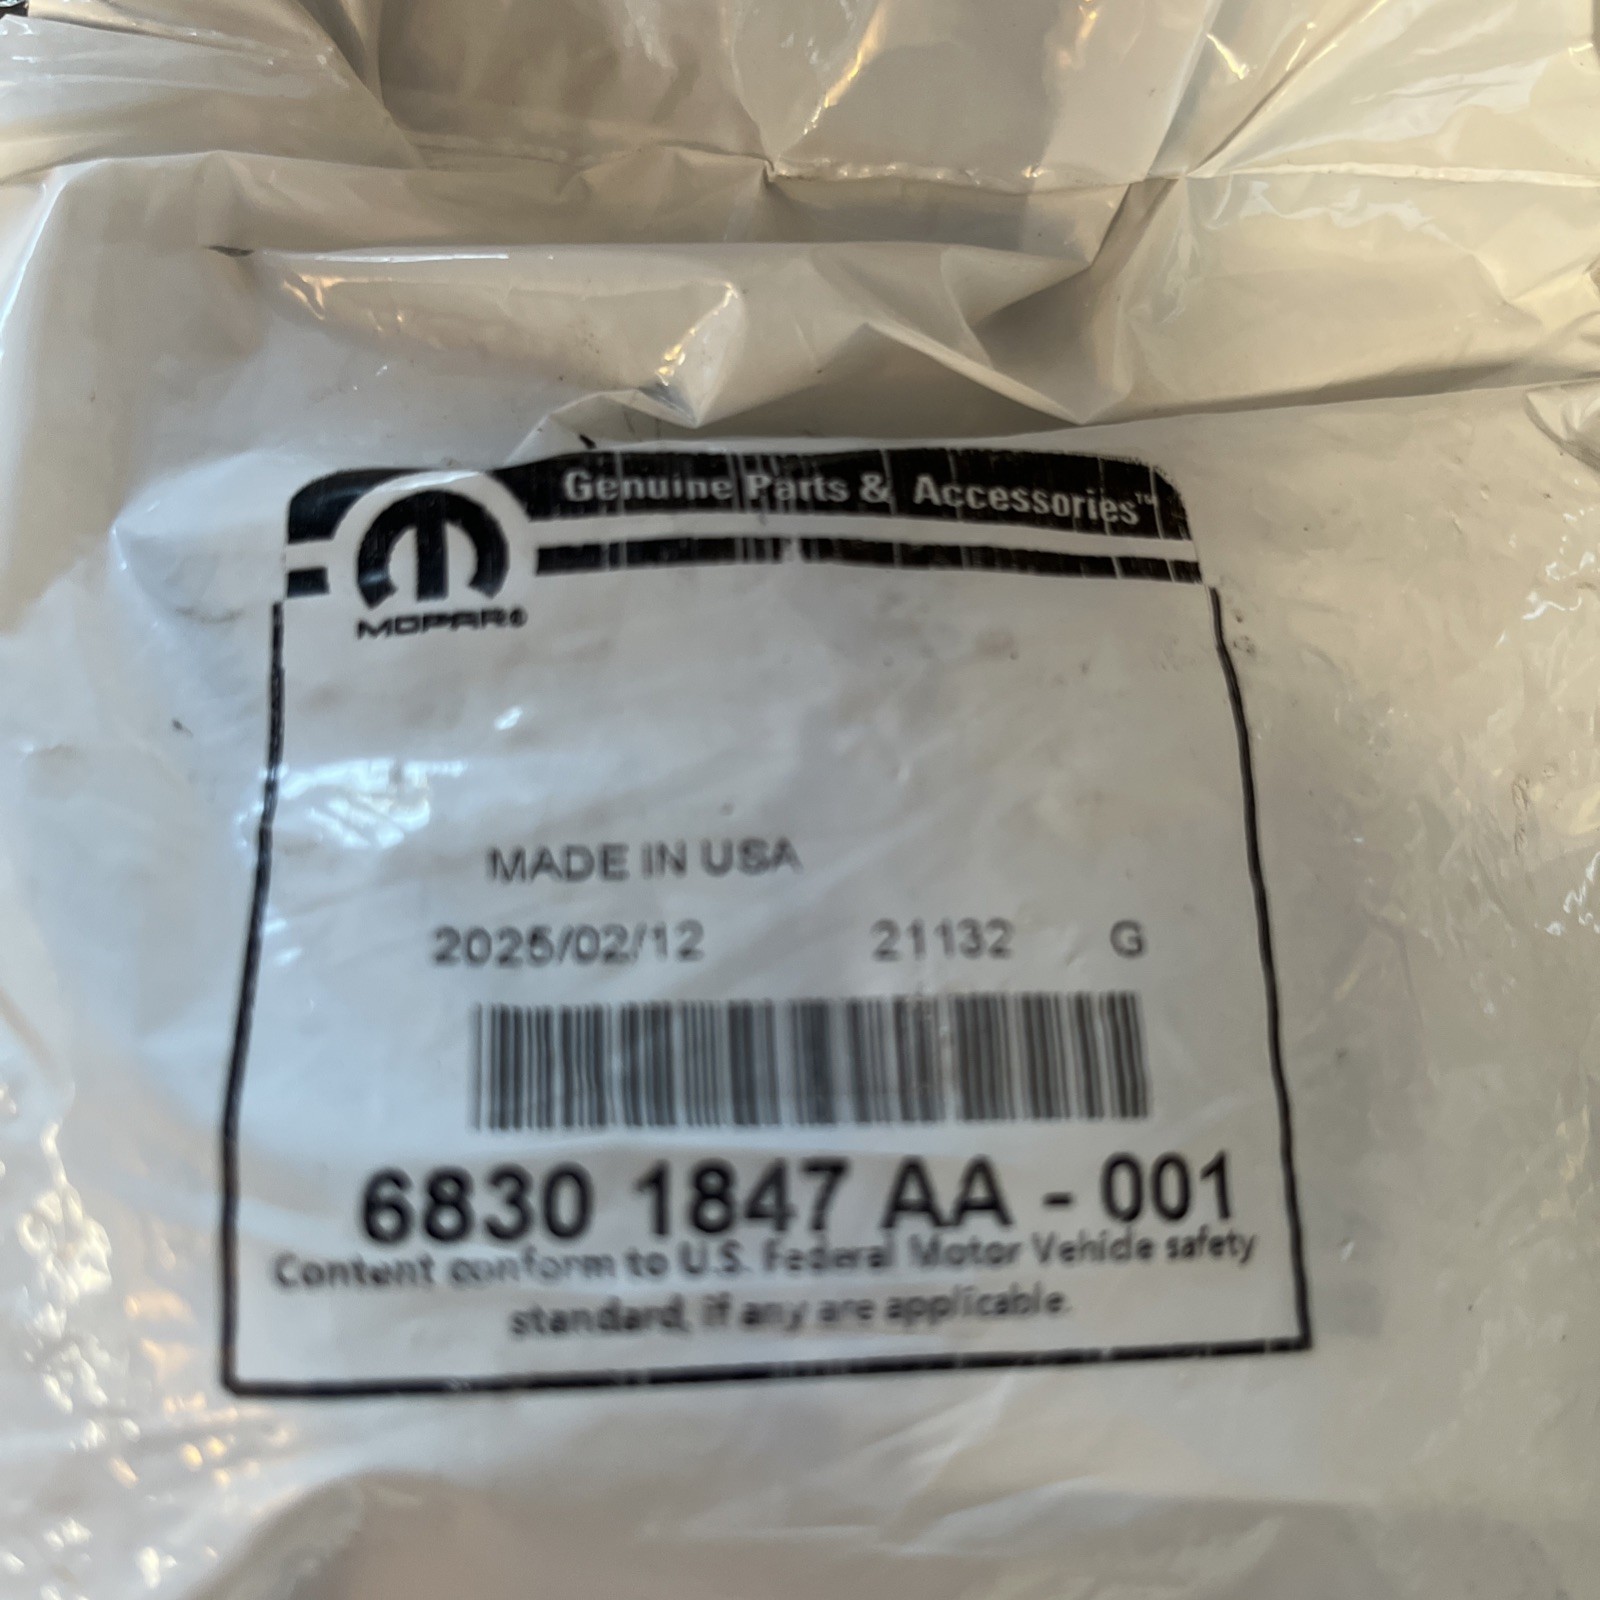 Genuine Parts & Accessories™
MOPAR®
MADE IN USA
2025/02/12 21132 G
6830 1847 AA - 001
Content conform to U.S. Federal Motor Vehicle safety
standard, if any are applicable.